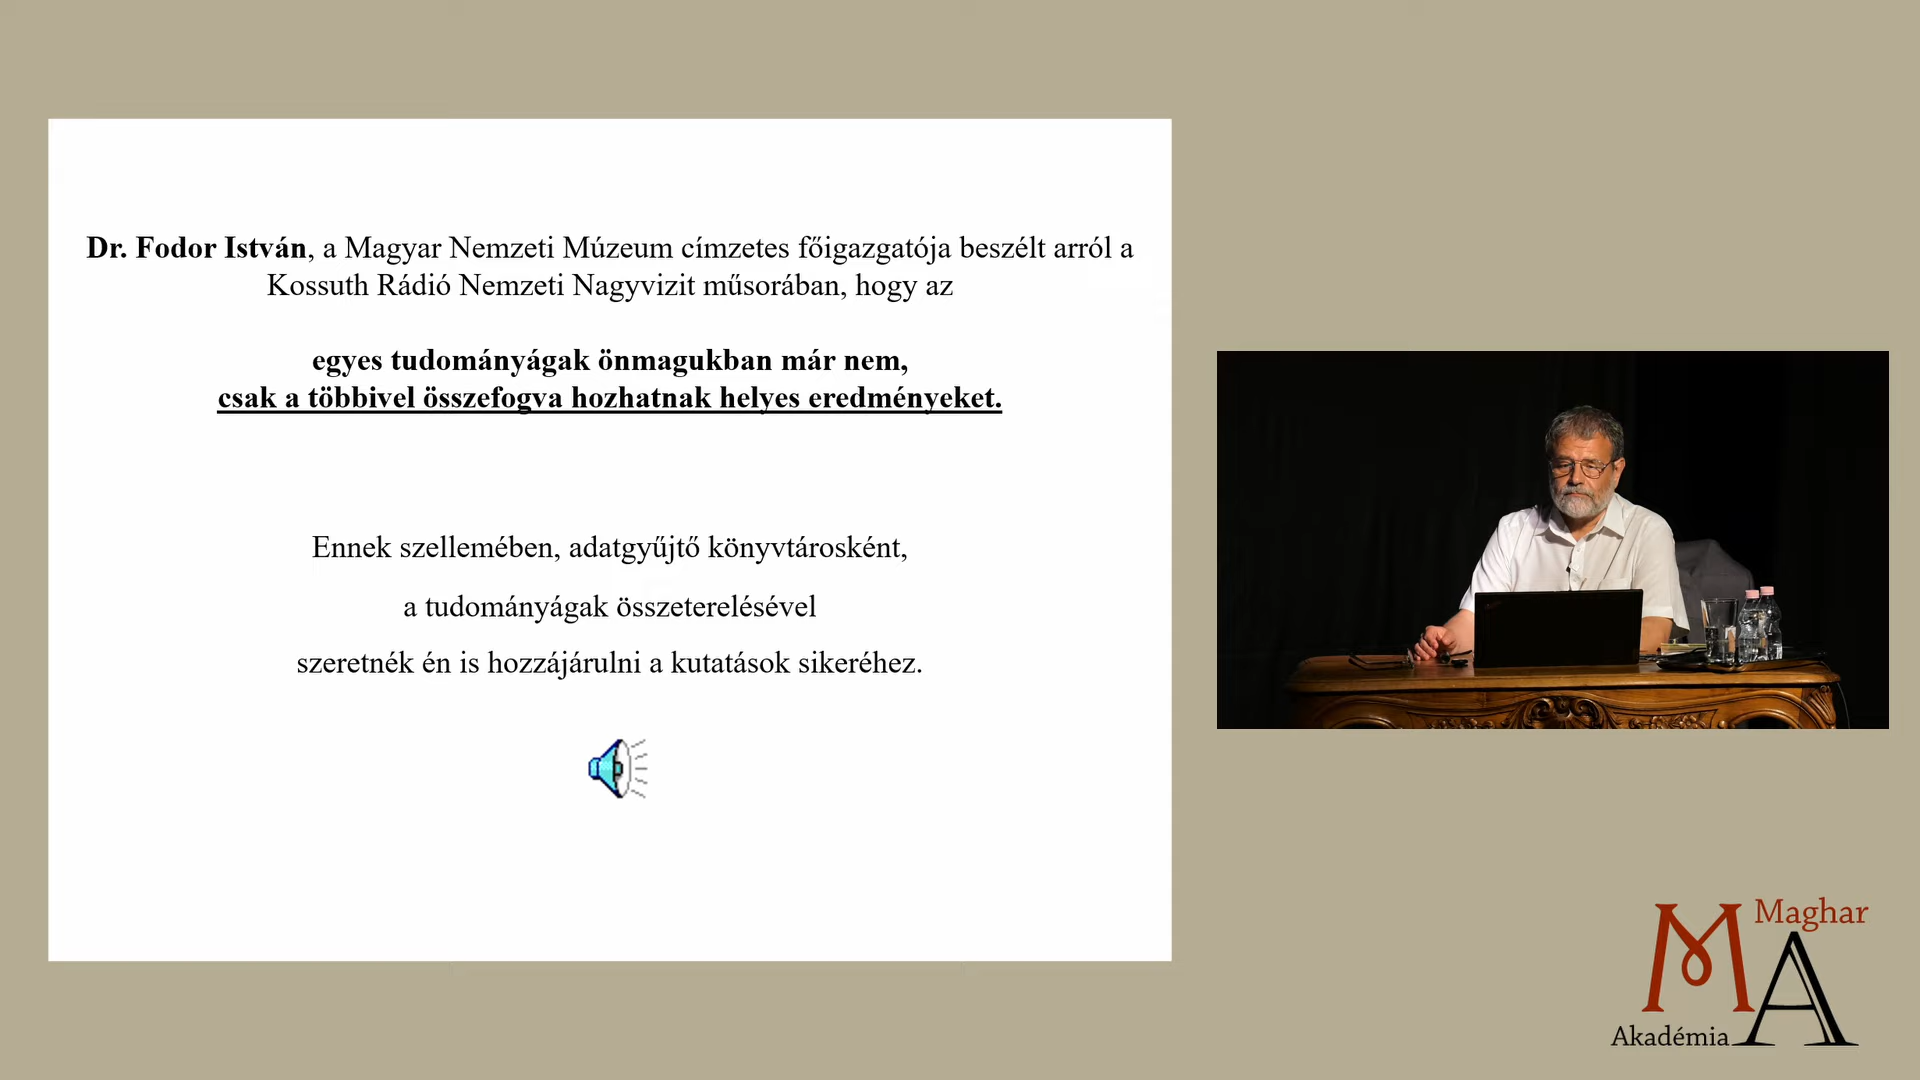 Dr. Fodor István, a Magyar Nemzeti Múzeum címzetes főigazgatója beszélt arról a
Kossuth Rádió Nemzeti Nagyvizit műsorában, hogy az
egyes tudományágak önmagukban már nem,
csak a többivel összefogva hozhatnak helyes eredményeket.
Ennek szellemében, adatgyűjtő könyvtárosként,
a tudományágak összeterelésével
szeretnék én is hozzájárulni a kutatások sikeréhez.
Maghar
MA
Akadémia